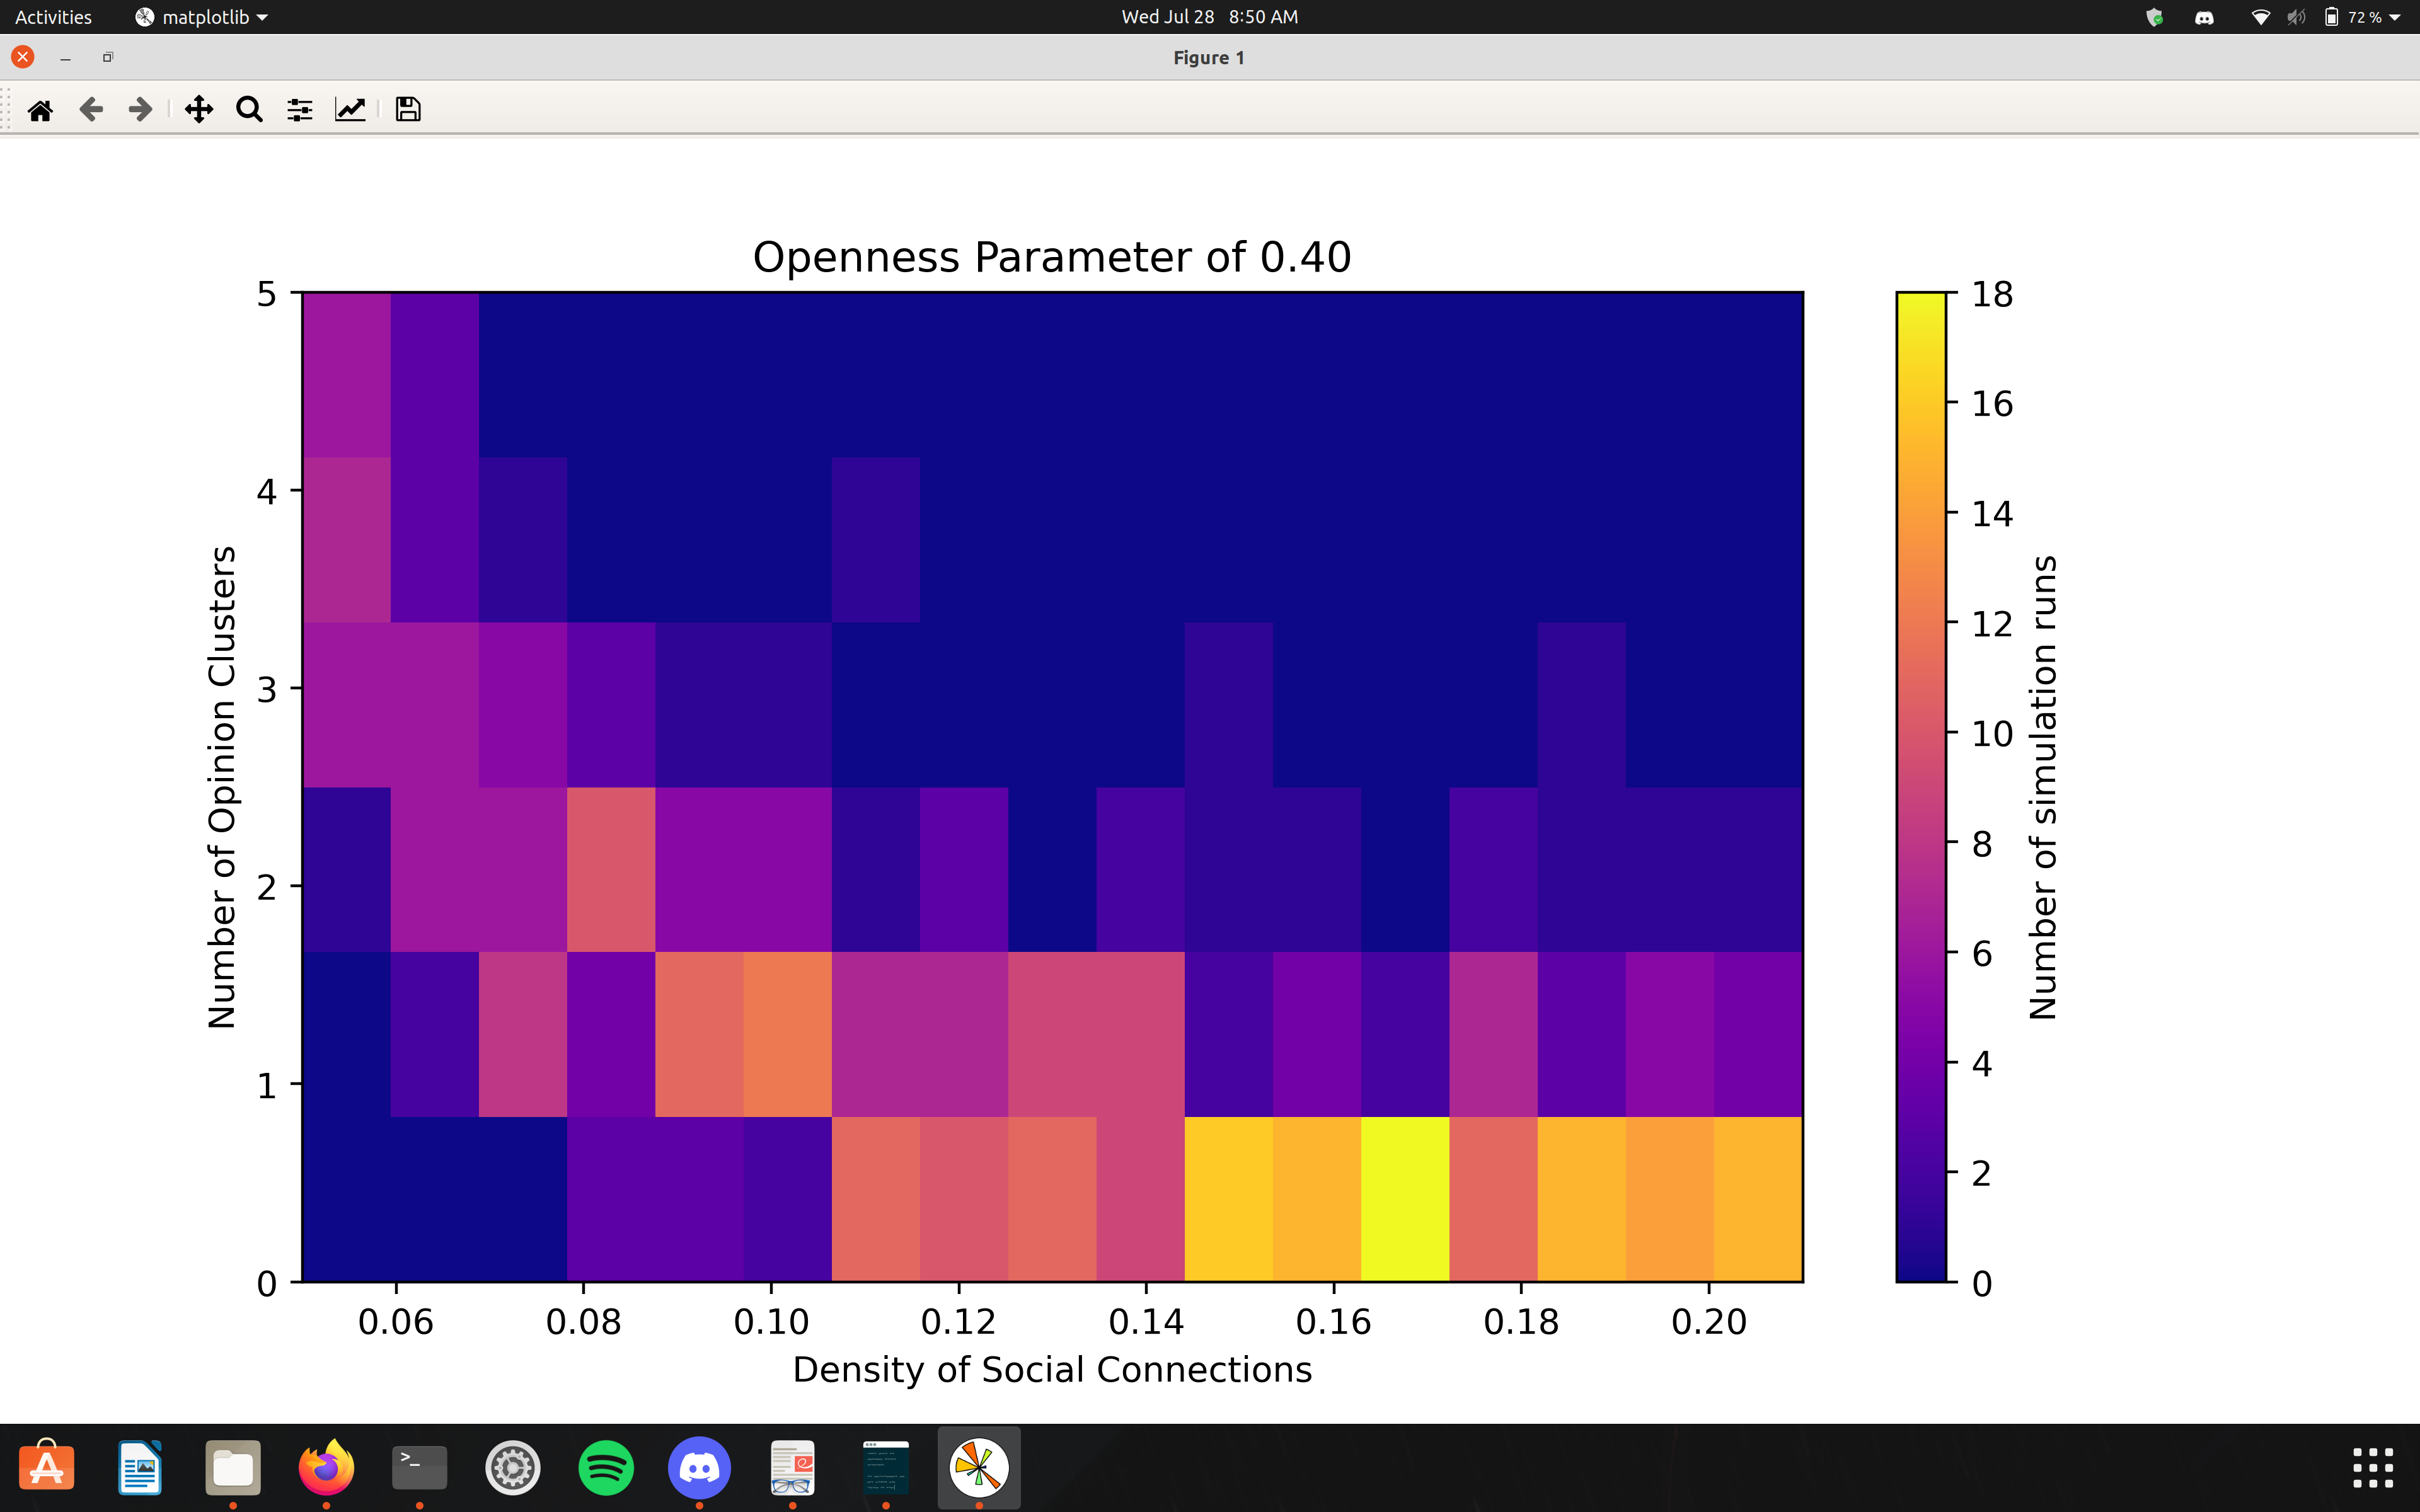 Activities
matplotlib
Wed Jul 28 8:50 AM
72 %
Figure 1
Openness Parameter of 0.40
5
4
3
2
1
0
Number of Opinion Clusters
0.06 0.08 0.10 0.12 0.14 0.16 0.18 0.20
Density of Social Connections
18
16
14
12
10
8
6
4
2
0
Number of simulation runs